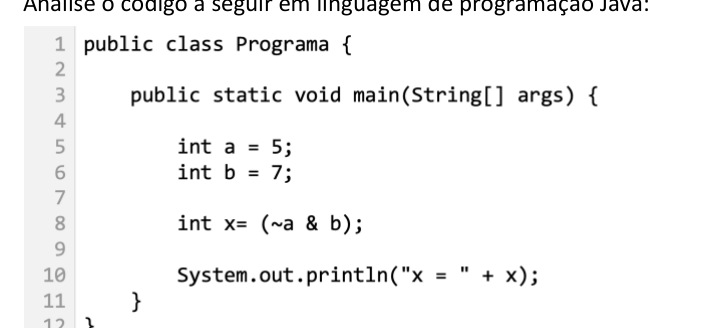 Analise o código a seguir em linguagem de programação Java:
1 public class Programa {
2
3 public static void main(String[] args) {
4
5 int a = 5;
6 int b = 7;
7
8 int x= (~a & b);
9
10 System.out.println("x = " + x);
11 }
12 }